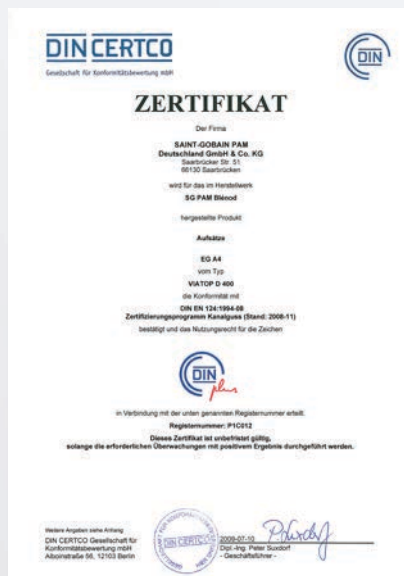 DIN CERTCO
Gesellschaft für Konformitätsbewertung mbH
DIN
ZERTIFIKAT
Der Firma
SAINT-GOBAIN PAM
Deutschland GmbH & Co. KG
Saarbrücker Str. 51
66130 Saarbrücken
wird für das im Herstellwerk
SG PAM Blénod
hergestellte Produkt
Aufsätze
EG A4
vom Typ
VIATOP D 400
die Konformität mit
DIN EN 124:1994-08
Zertifizierungsprogramm Kanalguss (Stand: 2008-11)
bestätigt und das Nutzungsrecht für die Zeichen
DIN
plus
in Verbindung mit der unten genannten Registernummer erteilt.
Registernummer: P1C012
Dieses Zertifikat ist unbefristet gültig,
solange die erforderlichen Überwachungen mit positivem Ergebnis durchgeführt werden.
Weitere Angaben siehe Anhang
DIN CERTCO Gesellschaft für
Konformitätsbewertung mbH
Alboinstraße 56, 12103 Berlin
DIN CERTCO
2009-07-10
Dipl.-Ing. Peter Suxdorf
- Geschäftsführer -